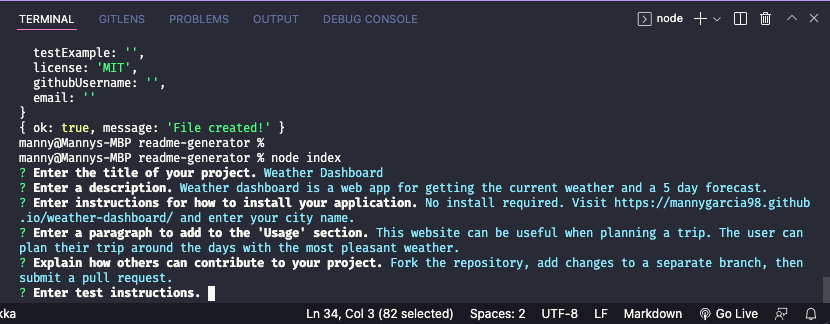 TERMINAL GITLENS PROBLEMS OUTPUT DEBUG CONSOLE node
testExample: '',
license: 'MIT',
githubUsername: '',
email: ''
}
{ ok: true, message: 'File created!' }
manny@Mannys-MBP readme-generator %
manny@Mannys-MBP readme-generator % node index
? Enter the title of your project. Weather Dashboard
? Enter a description. Weather dashboard is a web app for getting the current weather and a 5 day forecast.
? Enter instructions for how to install your application. No install required. Visit https://mannygarcia98.github
.io/weather-dashboard/ and enter your city name.
? Enter a paragraph to add to the 'Usage' section. This website can be useful when planning a trip. The user can
plan their trip around the days with the most pleasant weather.
? Explain how others can contribute to your project. Fork the repository, add changes to a separate branch, then
submit a pull request.
? Enter test instructions.
kka Ln 34, Col 3 (82 selected) Spaces: 2 UTF-8 LF Markdown Go Live